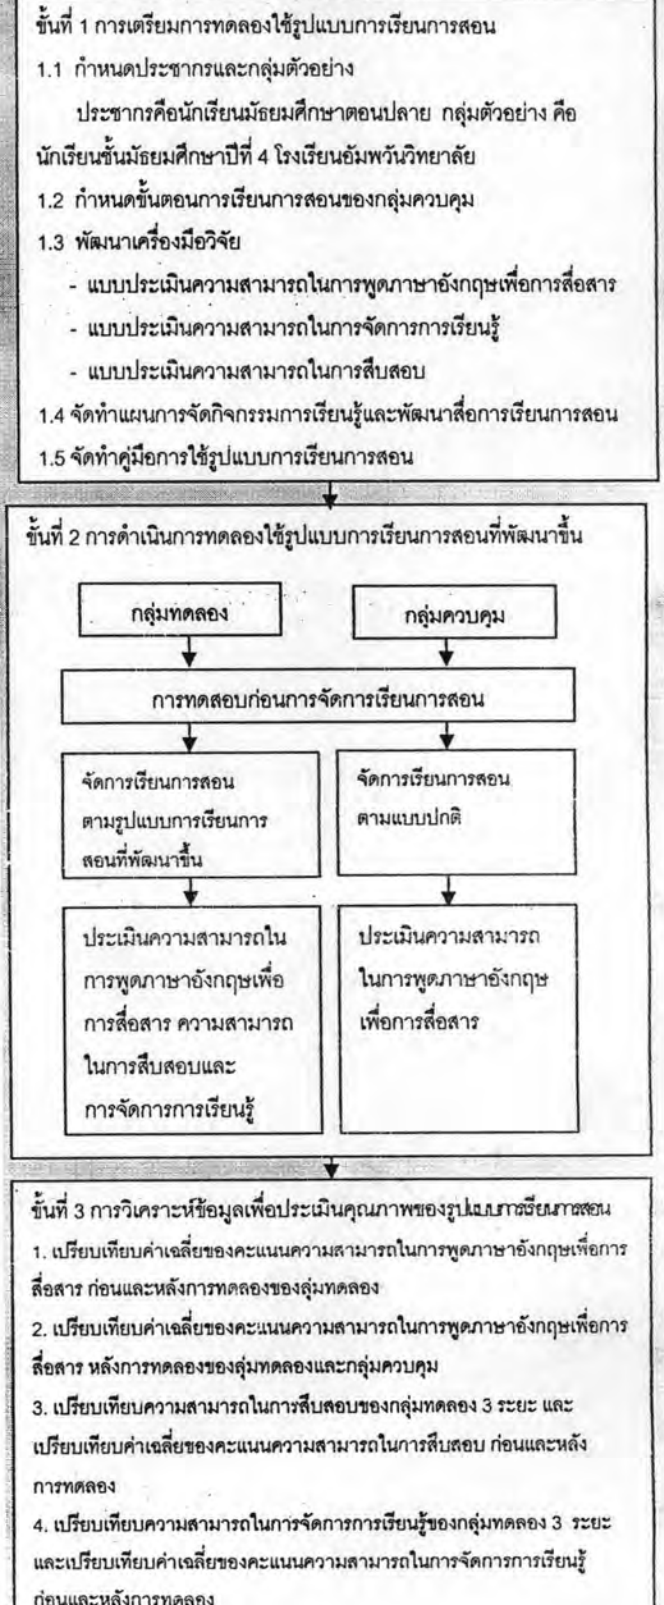 ขั้นที่ 1 การเตรียมการทดลองใช้รูปแบบการเรียนการสอน
1.1 กำหนดประชากรและกลุ่มตัวอย่าง
ประชากรคือนักเรียนมัธยมศึกษาตอนปลาย กลุ่มตัวอย่าง คือ
นักเรียนชั้นมัธยมศึกษาปีที่ 4 โรงเรียนอัมพวันวิทยาลัย
1.2 กำหนดขั้นตอนการเรียนการสอนของกลุ่มควบคุม
1.3 พัฒนาเครื่องมือวิจัย
- แบบประเมินความสามารถในการพูดภาษาอังกฤษเพื่อการสื่อสาร
- แบบประเมินความสามารถในการจัดการการเรียนรู้
- แบบประเมินความสามารถในการสืบสอบ
1.4 จัดทำแผนการจัดกิจกรรมการเรียนรู้และพัฒนาสื่อการเรียนการสอน
1.5 จัดทำคู่มือการใช้รูปแบบการเรียนการสอน
ขั้นที่ 2 การดำเนินการทดลองใช้รูปแบบการเรียนการสอนที่พัฒนาขึ้น
กลุ่มทดลอง
กลุ่มควบคุม
การทดสอบก่อนการจัดการเรียนการสอน
จัดการเรียนการสอน
ตามรูปแบบการเรียนการ
สอนที่พัฒนาขึ้น
จัดการเรียนการสอน
ตามแบบปกติ
ประเมินความสามารถใน
การพูดภาษาอังกฤษเพื่อ
การสื่อสาร ความสามารถ
ในการสืบสอบและ
การจัดการการเรียนรู้
ประเมินความสามารถ
ในการพูดภาษาอังกฤษ
เพื่อการสื่อสาร
ขั้นที่ 3 การวิเคราะห์ข้อมูลเพื่อประเมินคุณภาพของรูปแบบการเรียนการสอน
1. เปรียบเทียบค่าเฉลี่ยของคะแนนความสามารถในการพูดภาษาอังกฤษเพื่อการ
สื่อสาร ก่อนและหลังการทดลองของลุ่มทดลอง
2. เปรียบเทียบค่าเฉลี่ยของคะแนนความสามารถในการพูดภาษาอังกฤษเพื่อการ
สื่อสาร หลังการทดลองของลุ่มทดลองและกลุ่มควบคุม
3. เปรียบเทียบความสามารถในการสืบสอบของกลุ่มทดลอง 3 ระยะ และ
เปรียบเทียบค่าเฉลี่ยของคะแนนความสามารถในการสืบสอบ ก่อนและหลัง
การทดลอง
4. เปรียบเทียบความสามารถในการจัดการการเรียนรู้ของกลุ่มทดลอง 3 ระยะ
และเปรียบเทียบค่าเฉลี่ยของคะแนนความสามารถในการจัดการการเรียนรู้
ก่อนและหลังการทดลอง